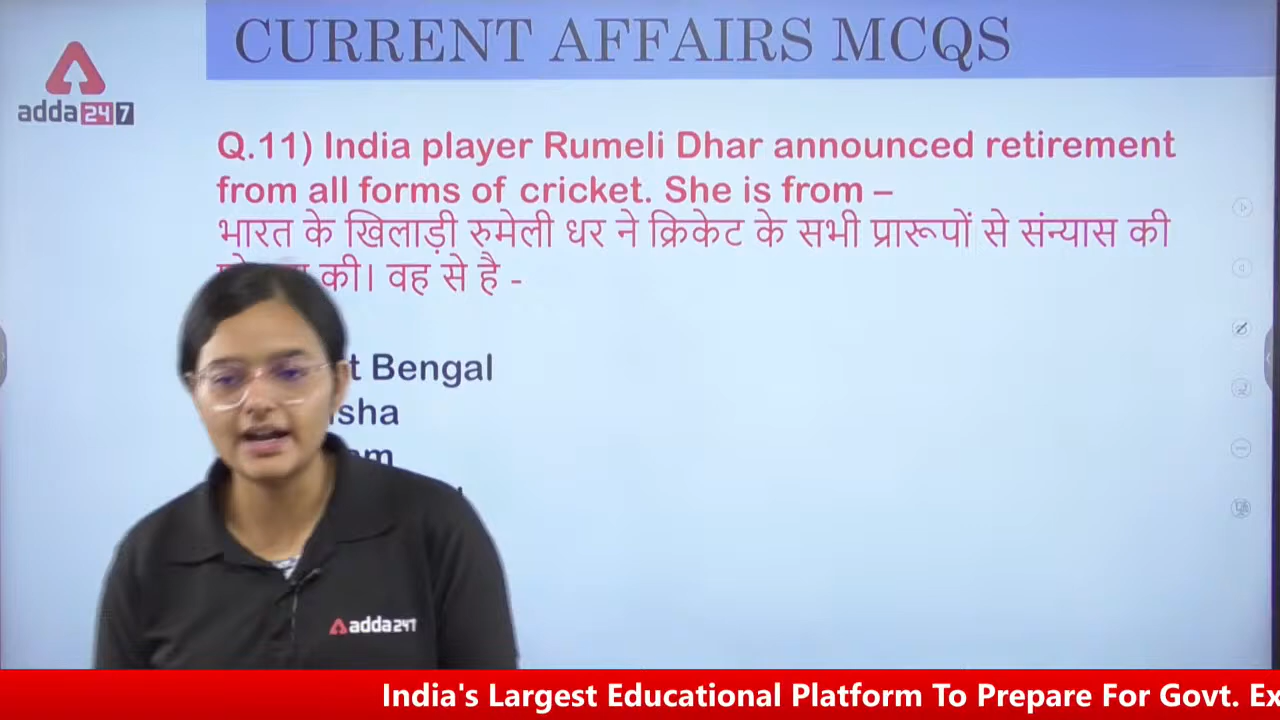 CURRENT AFFAIRS MCQS
adda247
Q.11) India player Rumeli Dhar announced retirement
from all forms of cricket. She is from –
भारत के खिलाड़ी रुमेली धर ने क्रिकेट के सभी प्रारूपों से संन्यास की
की। वह से है -
t Bengal
isha
adda247
India's Largest Educational Platform To Prepare For Govt. Ex